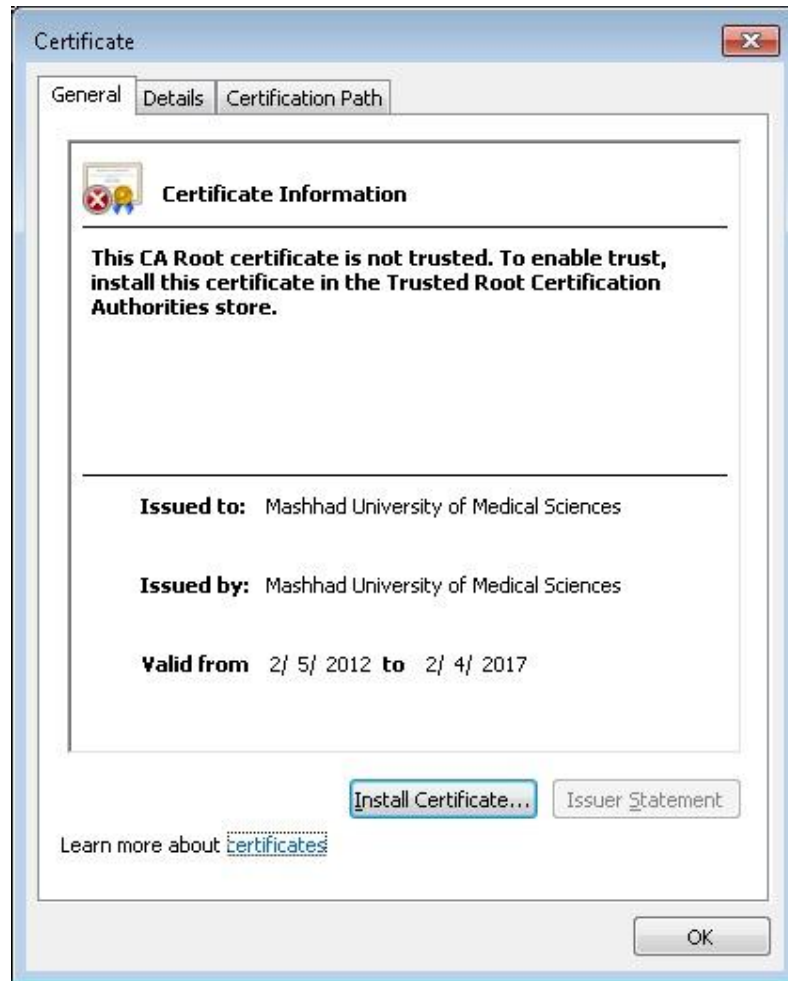 Certificate
General Details Certification Path
Certificate Information
This CA Root certificate is not trusted. To enable trust,
install this certificate in the Trusted Root Certification
Authorities store.
Issued to: Mashhad University of Medical Sciences
Issued by: Mashhad University of Medical Sciences
Valid from 2/ 5/ 2012 to 2/ 4/ 2017
Install Certificate... Issuer Statement
Learn more about certificates
OK